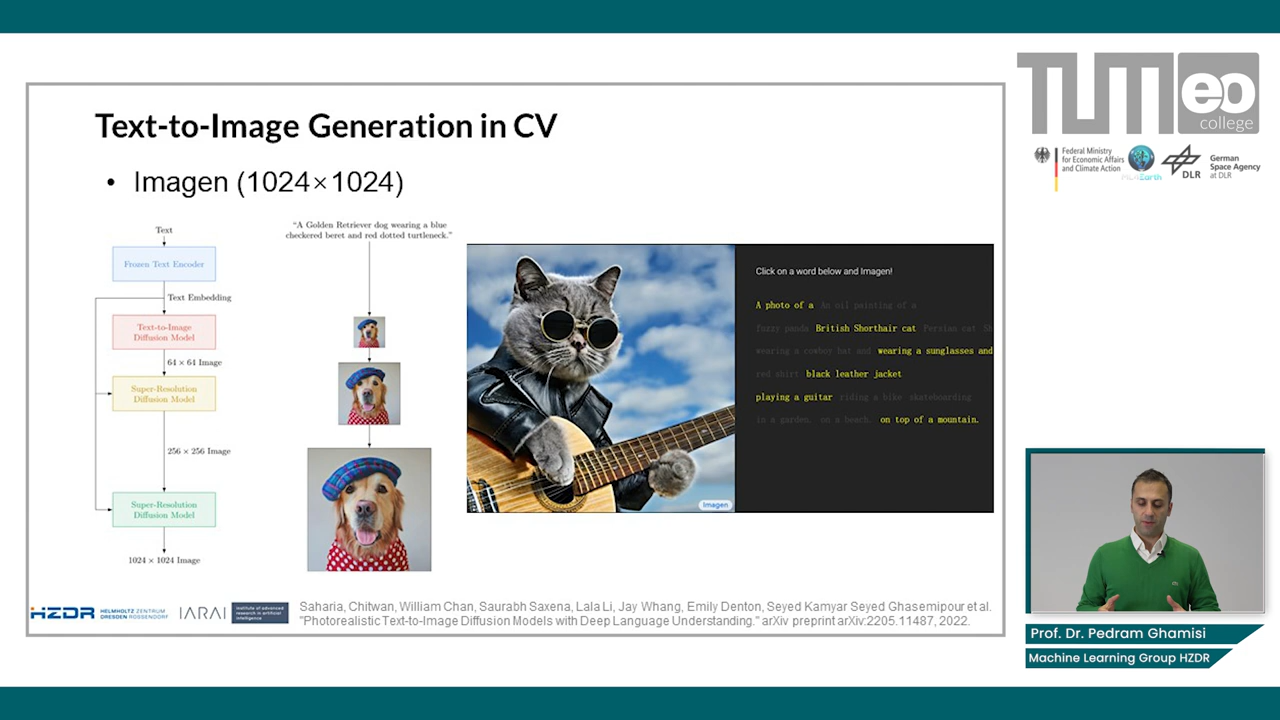 Text-to-Image Generation in CV
• Imagen (1024×1024)
Text
Frozen Text Encoder
Text Embedding
Text-to-Image
Diffusion Model
64 × 64 Image
Super-Resolution
Diffusion Model
256 × 256 Image
Super-Resolution
Diffusion Model
1024 × 1024 Image
"A Golden Retriever dog wearing a blue
checkered beret and red dotted turtleneck."
Imagen
Click on a word below and Imagen!
A photo of a An oil painting of a
fuzzy panda British Shorthair cat Persian cat Sh
wearing a cowboy hat and wearing a sunglasses and
red shirt black leather jacket
playing a guitar riding a bike skateboarding
in a garden. on a beach. on top of a mountain.
HZDR HELMHOLTZ ZENTRUM
DRESDEN ROSSENDORF
IARAI
institute of advanced
research in artificial
intelligence
Saharia, Chitwan, William Chan, Saurabh Saxena, Lala Li, Jay Whang, Emily Denton, Seyed Kamyar Seyed Ghasemipour et al.
"Photorealistic Text-to-Image Diffusion Models with Deep Language Understanding." arXiv preprint arXiv:2205.11487, 2022.
TUM eo
college
Federal Ministry
for Economic Affairs
and Climate Action
ML4Earth
DLR
German
Space Agency
at DLR
Prof. Dr. Pedram Ghamisi
Machine Learning Group HZDR